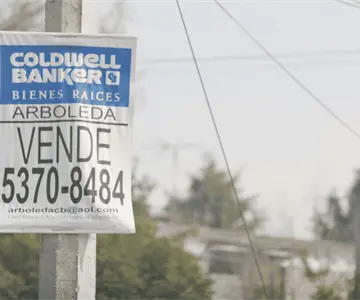 COLDWELL
BANKER
BIENES RAICES
ARBOLEDA
VENDE
5370-8484
arboledacb@aol.com